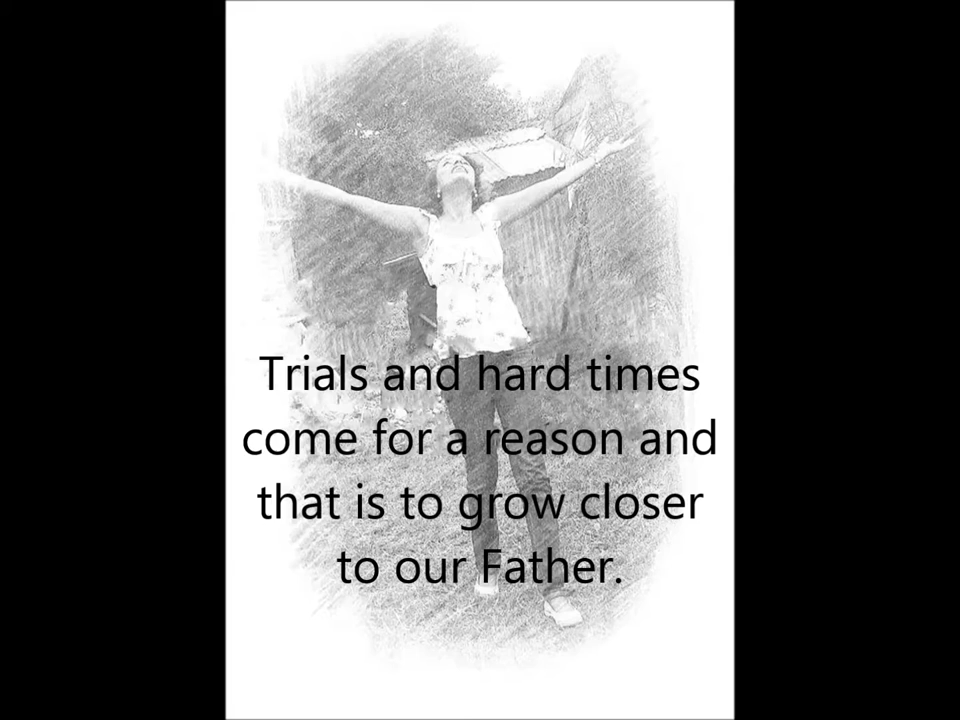 Trials and hard times
come for a reason and
that is to grow closer
to our Father.